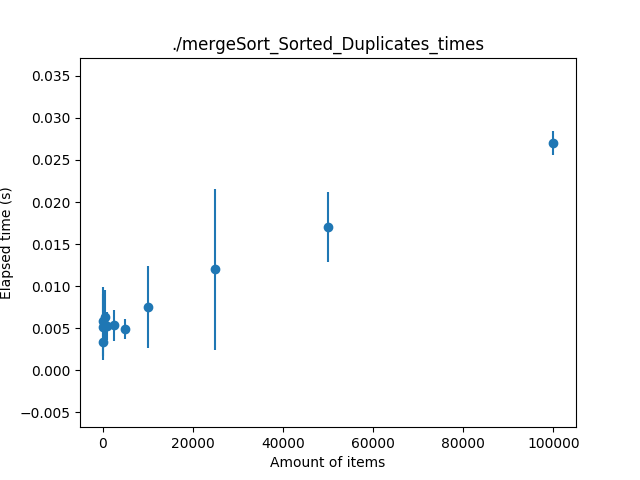 ./mergeSort_Sorted_Duplicates_times
Elapsed time (s)
0.035
0.030
0.025
0.020
0.015
0.010
0.005
0.000
−0.005
0 20000 40000 60000 80000 100000
Amount of items